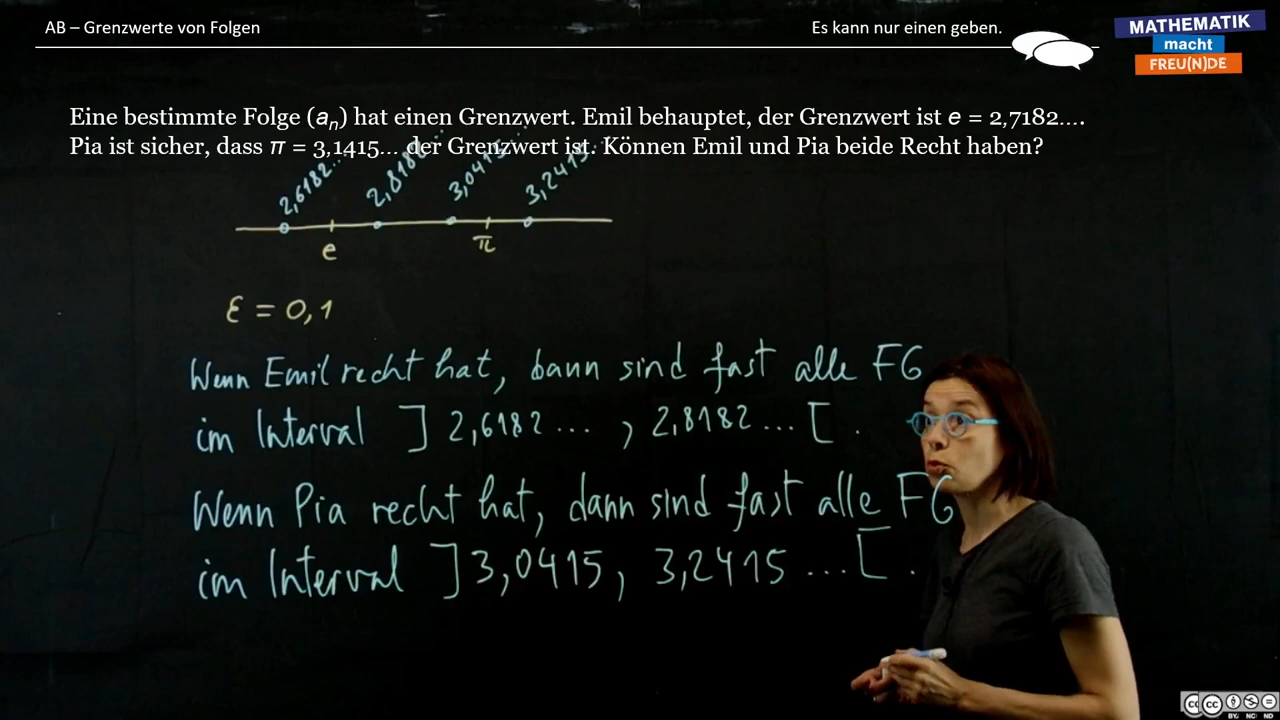 AB – Grenzwerte von Folgen
Es kann nur einen geben.
MATHEMATIK
macht
FREU(N)DE
Eine bestimmte Folge (aₙ) hat einen Grenzwert. Emil behauptet, der Grenzwert ist e = 2,7182….
Pia ist sicher, dass π = 3,1415… der Grenzwert ist. Können Emil und Pia beide Recht haben?
2,6182... 2,8182... 3,0415... 3,2415...
e π
ε = 0,1
Wenn Emil recht hat, dann sind fast alle FG
im Interval ]2,6182... , 2,8182...[ .
Wenn Pia recht hat, dann sind fast alle FG
im Interval ]3,0415, 3,2415...[ .
cc
BY NC ND